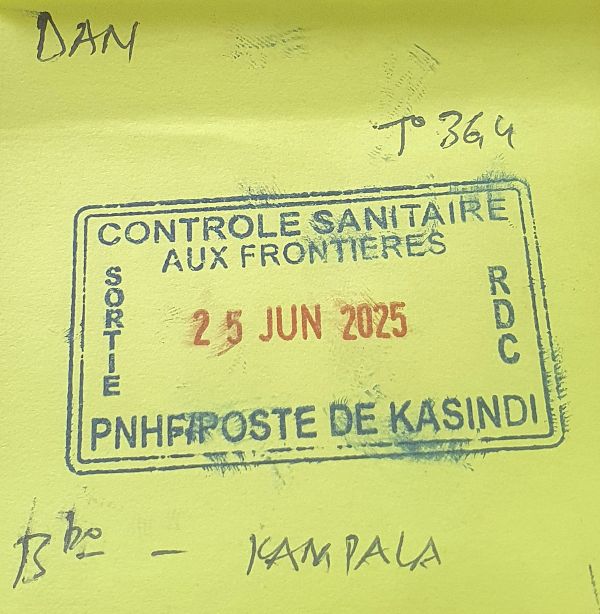 DAN
T° 36,4
CONTROLE SANITAIRE
AUX FRONTIERES
SORTIE
25 JUN 2025
RDC
PNHF/POSTE DE KASINDI
Bbo - KAMPALA